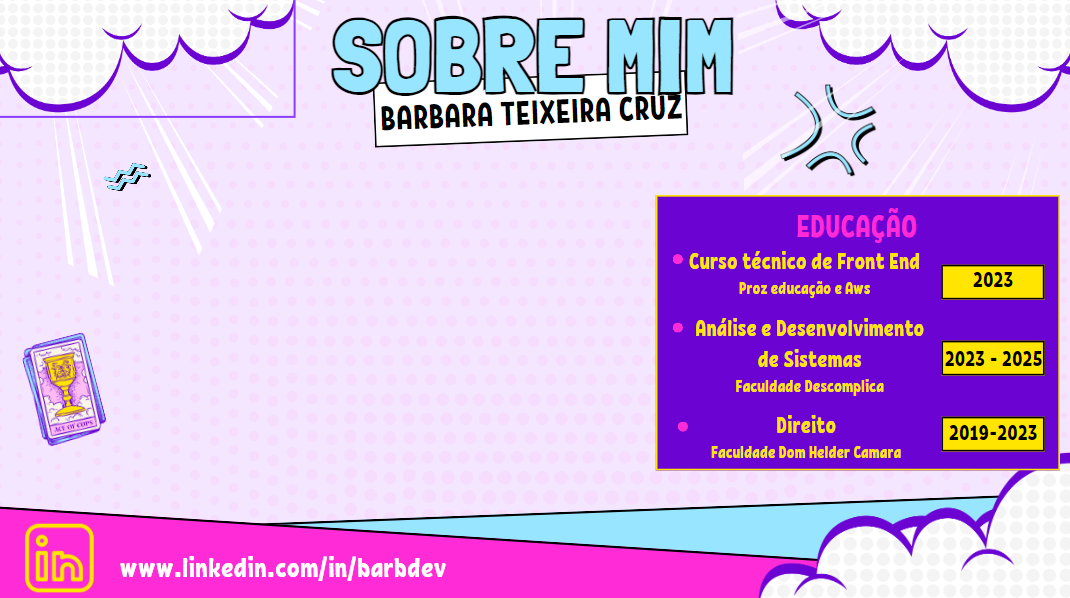 SOBRE MIM
BARBARA TEIXEIRA CRUZ
EDUCAÇÃO
Curso técnico de Front End
Proz educação e Aws
2023
Análise e Desenvolvimento
de Sistemas
Faculdade Descomplica
2023 - 2025
Direito
Faculdade Dom Helder Camara
2019-2023
ACE OF CUPS
in
www.linkedin.com/in/barbdev